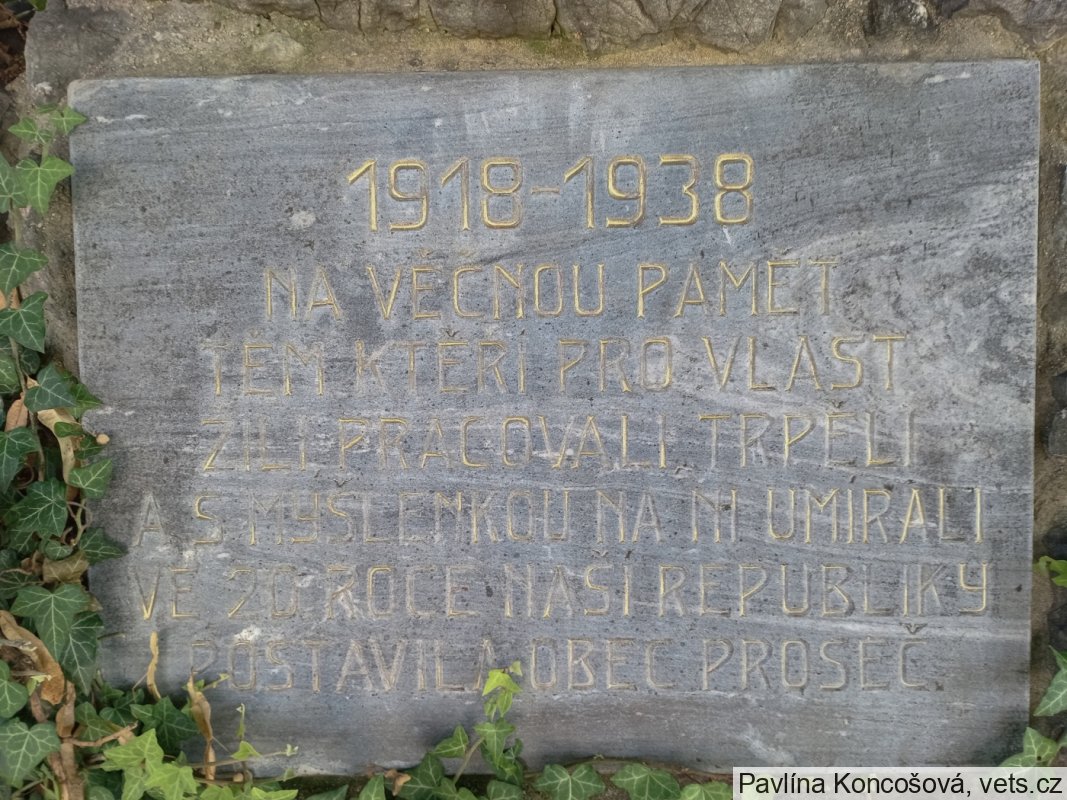 1918-1938
NA VĚČNOU PAMĚŤ
TĚM KTEŘÍ PRO VLAST
ŽILI PRACOVALI TRPĚLI
A S MYŠLENKOU NA NI UMÍRALI
VE 20 ROCE NAŠÍ REPUBLIKY
POSTAVILA OBEC PROSEČ.
Pavlína Koncošová, vets.cz